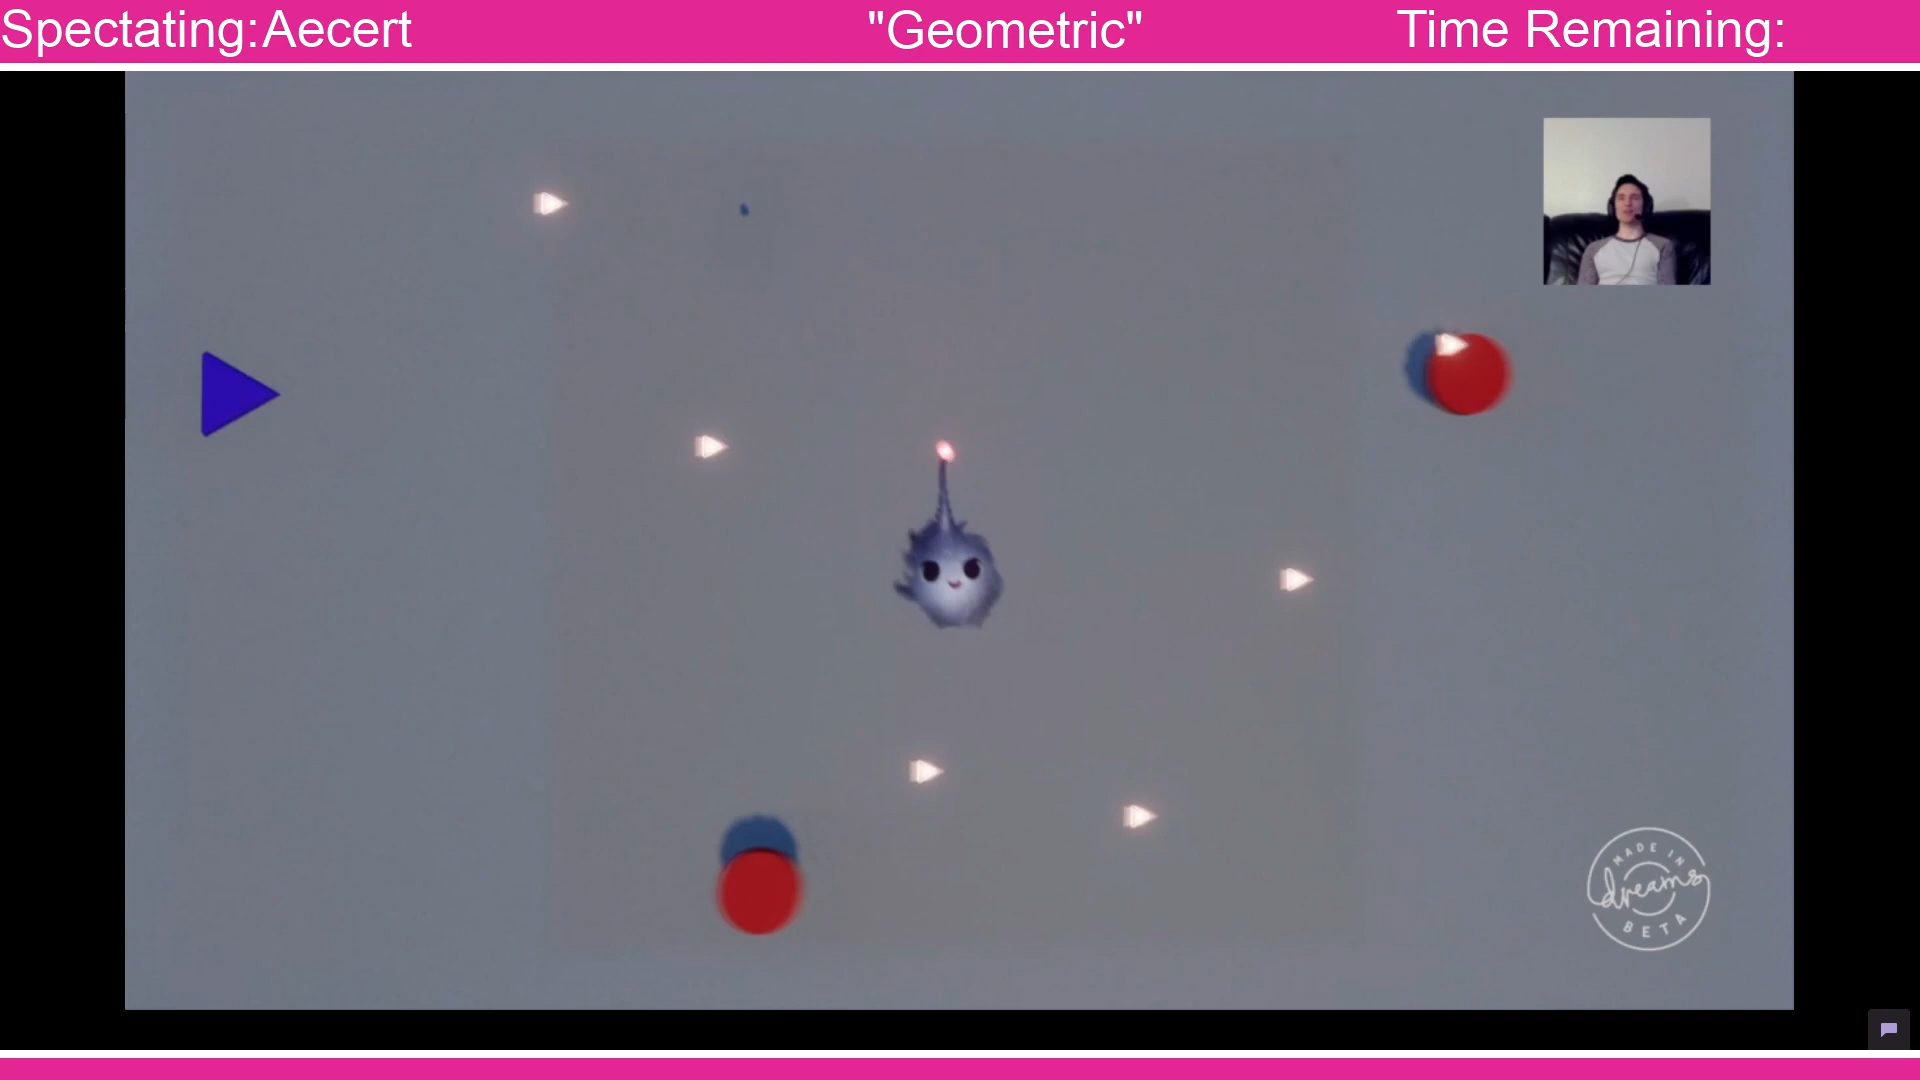 Spectating: Aecert
"Geometric"
Time Remaining:
MADE IN
dreams
BETA